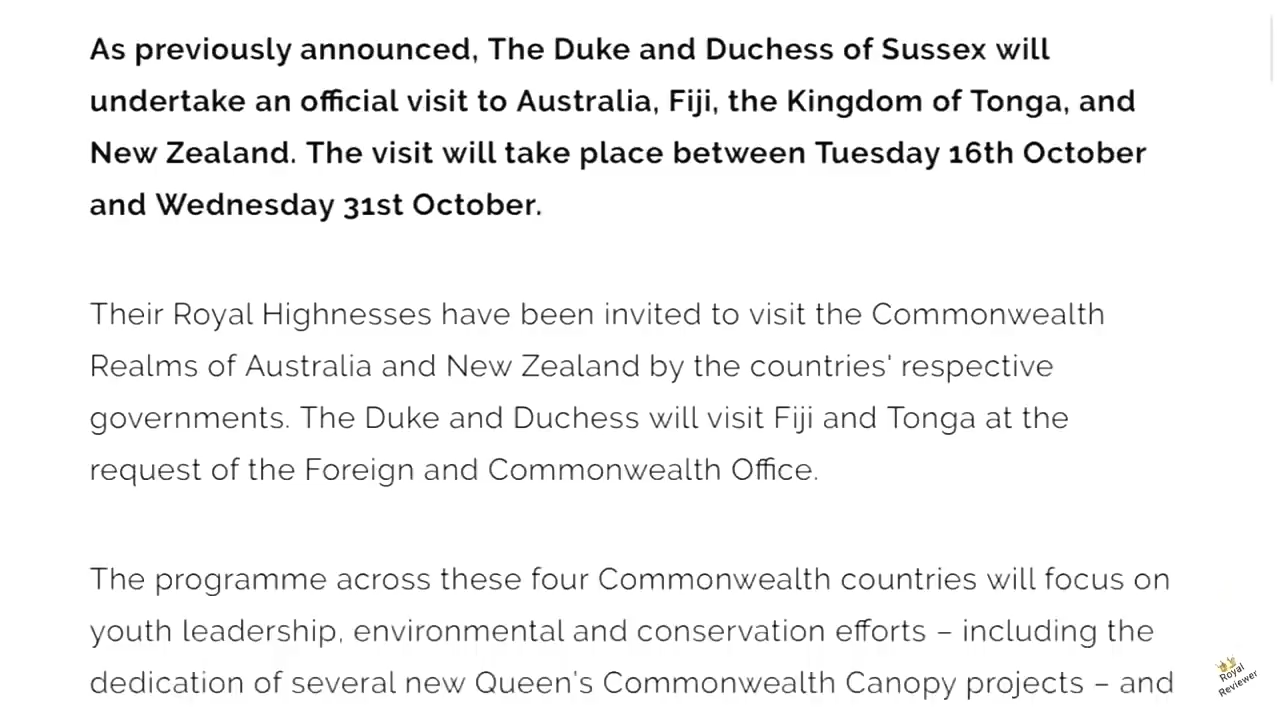 As previously announced, The Duke and Duchess of Sussex will
undertake an official visit to Australia, Fiji, the Kingdom of Tonga, and
New Zealand. The visit will take place between Tuesday 16th October
and Wednesday 31st October.
Their Royal Highnesses have been invited to visit the Commonwealth
Realms of Australia and New Zealand by the countries' respective
governments. The Duke and Duchess will visit Fiji and Tonga at the
request of the Foreign and Commonwealth Office.
The programme across these four Commonwealth countries will focus on
youth leadership, environmental and conservation efforts – including the
dedication of several new Queen's Commonwealth Canopy projects – and
Royal
Reviewer